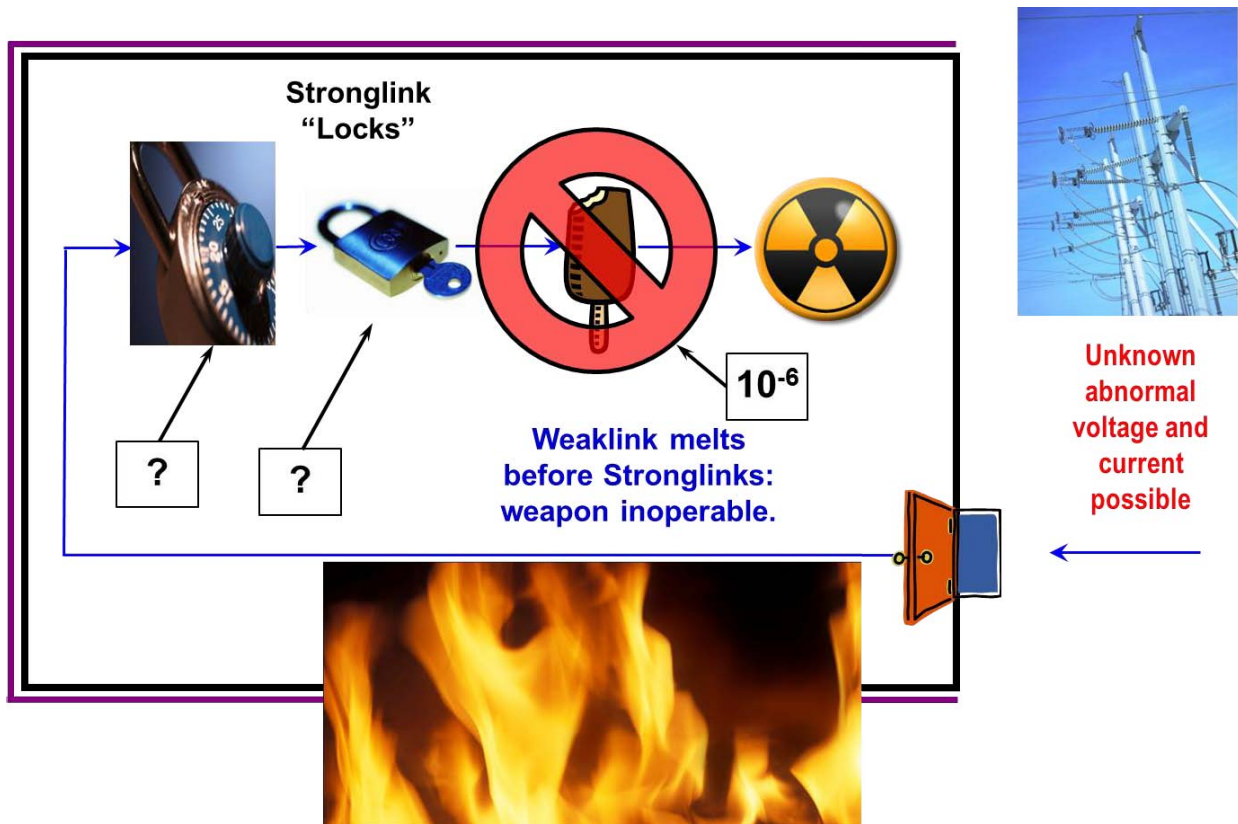 Stronglink
“Locks”
10⁻⁶
?
?
Weaklink melts
before Stronglinks:
weapon inoperable.
Unknown
abnormal
voltage and
current
possible